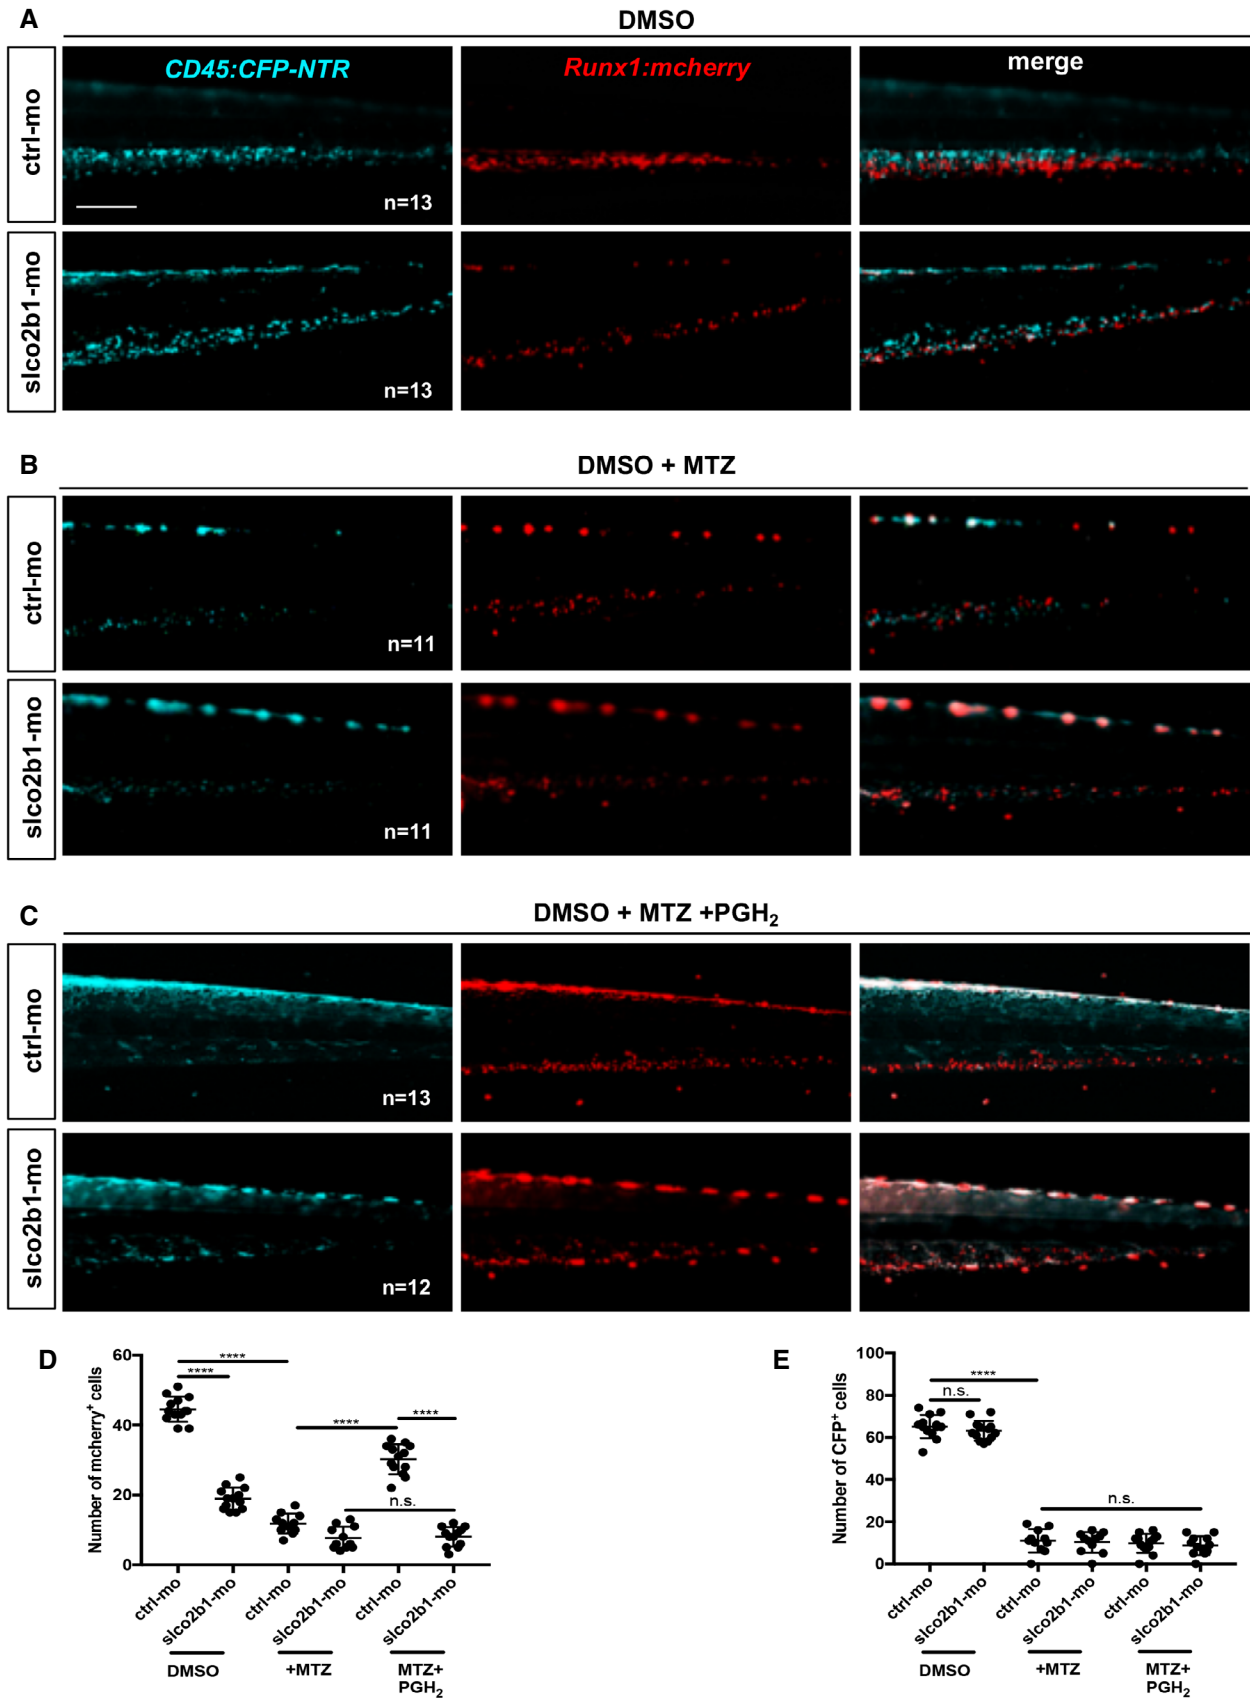 A
DMSO
ctrl-mo
CD45:CFP-NTR
Runx1:mcherry
merge
n=13
slco2b1-mo
n=13
B
DMSO + MTZ
ctrl-mo
n=11
slco2b1-mo
n=11
C
DMSO + MTZ +PGH₂
ctrl-mo
n=13
slco2b1-mo
n=12
D
Number of mcherry⁺ cells
60
40
20
0
****
****
****
****
n.s.
ctrl-mo
slco2b1-mo
ctrl-mo
slco2b1-mo
ctrl-mo
slco2b1-mo
DMSO
+MTZ
MTZ+
PGH₂
E
Number of CFP⁺ cells
100
80
60
40
20
0
****
n.s.
n.s.
ctrl-mo
slco2b1-mo
ctrl-mo
slco2b1-mo
ctrl-mo
slco2b1-mo
DMSO
+MTZ
MTZ+
PGH₂